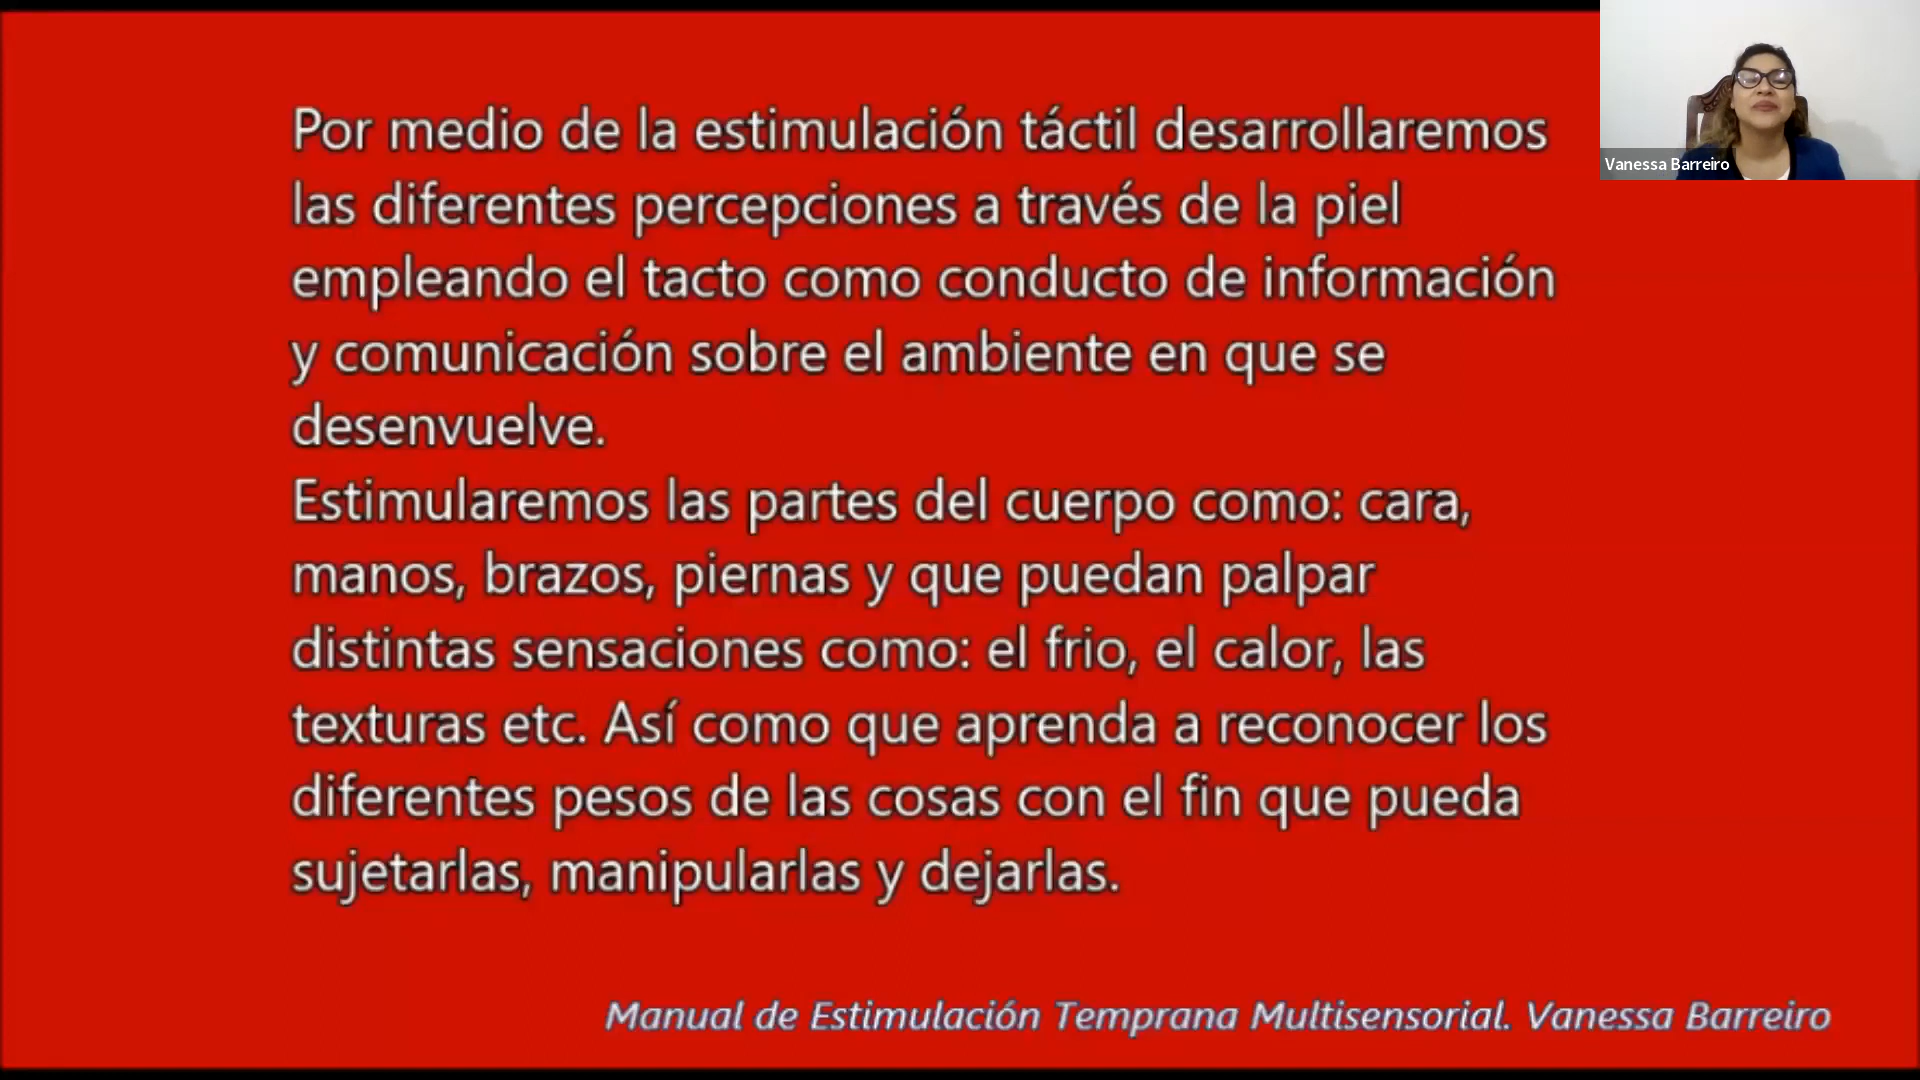 Por medio de la estimulación táctil desarrollaremos
las diferentes percepciones a través de la piel
empleando el tacto como conducto de información
y comunicación sobre el ambiente en que se
desenvuelve.
Estimularemos las partes del cuerpo como: cara,
manos, brazos, piernas y que puedan palpar
distintas sensaciones como: el frio, el calor, las
texturas etc. Así como que aprenda a reconocer los
diferentes pesos de las cosas con el fin que pueda
sujetarlas, manipularlas y dejarlas.
Manual de Estimulación Temprana Multisensorial. Vanessa Barreiro
Vanessa Barreiro